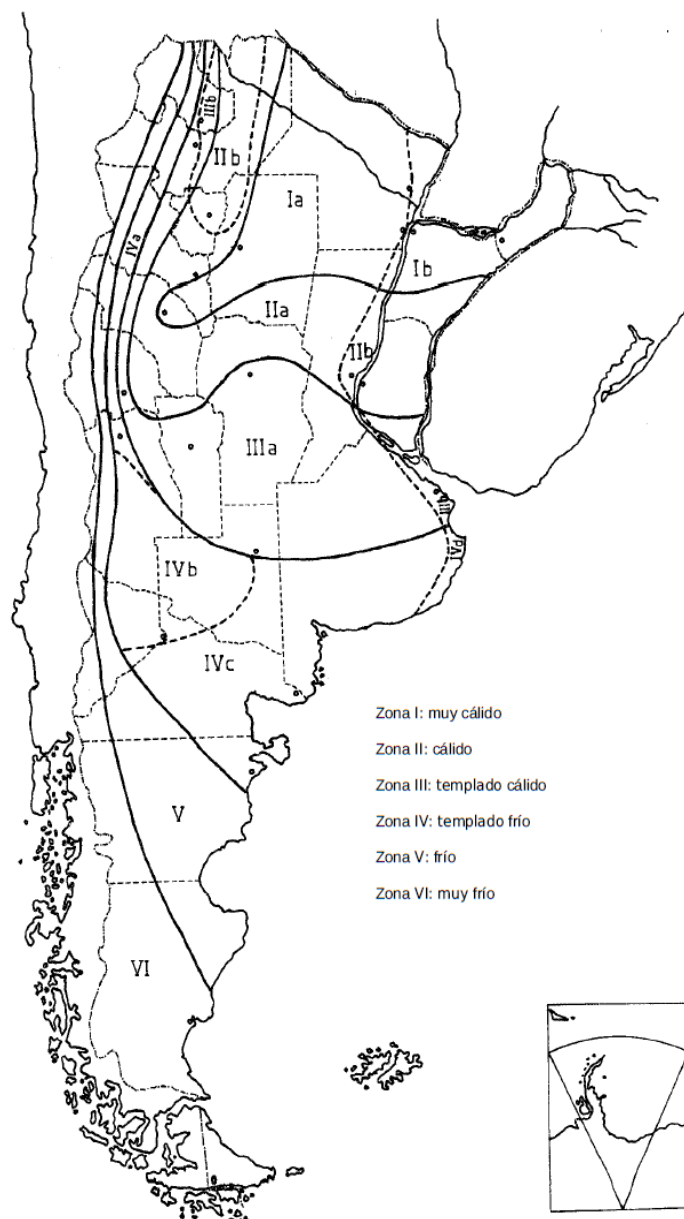 IIIb
IIb
Ia
IVa
Ib
IIa
IIb
IIIa
IIIb
IVd
IVb
IVc
Zona I: muy cálido
Zona II: cálido
Zona III: templado cálido
Zona IV: templado frío
V
Zona V: frío
Zona VI: muy frío
VI